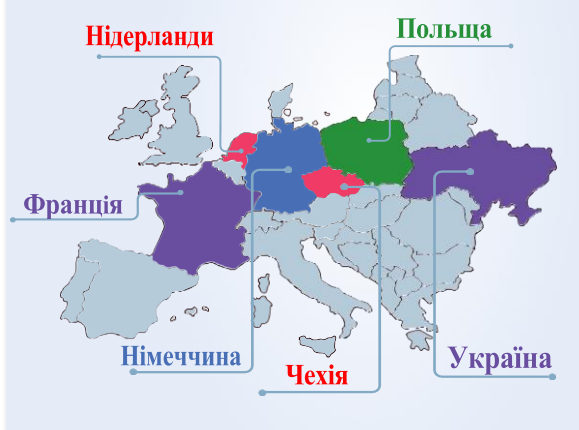 Польща
Нідерланди
Франція
Німеччина
Україна
Чехія